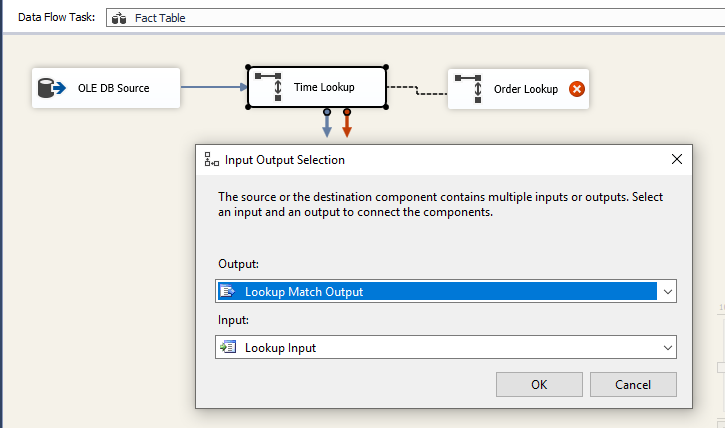 Data Flow Task:
Fact Table
OLE DB Source
Time Lookup
Order Lookup
Input Output Selection
The source or the destination component contains multiple inputs or outputs. Select
an input and an output to connect the components.
Output:
Lookup Match Output
Input:
Lookup Input
OK
Cancel